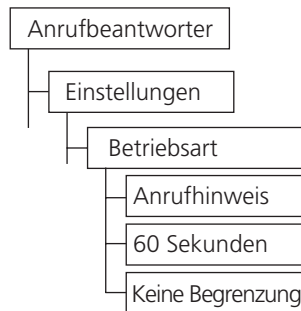 Anrufbeantworter
Einstellungen
Betriebsart
Anrufhinweis
60 Sekunden
Keine Begrenzung